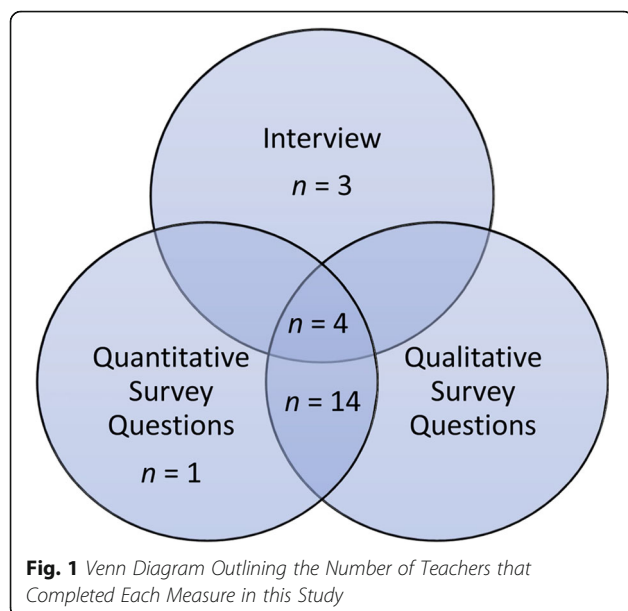 Interview
n = 3
n = 4
Quantitative
Survey
Questions
n = 1
n = 14
Qualitative
Survey
Questions
Fig. 1 Venn Diagram Outlining the Number of Teachers that
Completed Each Measure in this Study